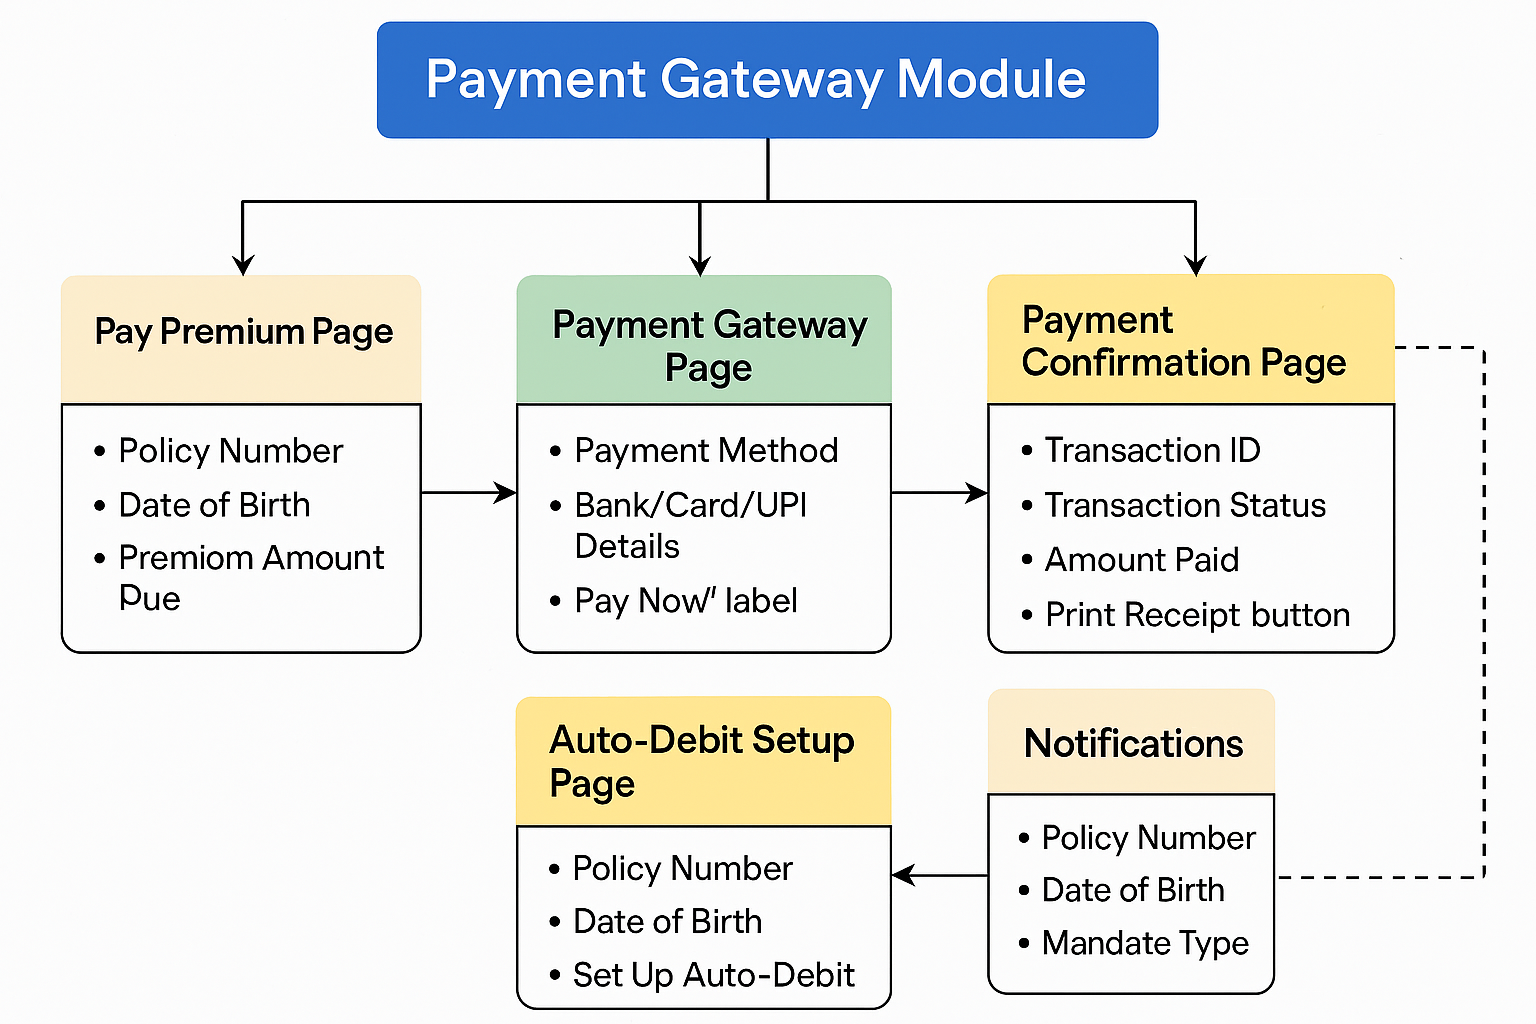 Payment Gateway Module
Pay Premium Page
• Policy Number
• Date of Birth
• Premiom Amount
Due
Payment Gateway
Page
• Payment Method
• Bank/Card/UPI
Details
• Pay Now" label
Payment
Confirmation Page
• Transaction ID
• Transaction Status
• Amount Paid
• Print Receipt button
Auto-Debit Setup
Page
• Policy Number
• Date of Birth
• Set Up Auto-Debit
Notifications
• Policy Number
• Date of Birth
• Mandate Type